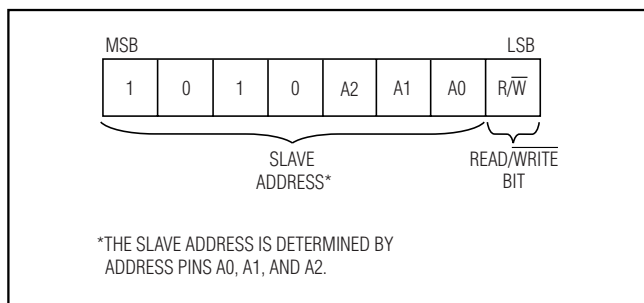 MSB LSB
1 0 1 0 A2 A1 A0 R/W̅
SLAVE
ADDRESS*
READ/W̅R̅I̅T̅E̅
BIT
*THE SLAVE ADDRESS IS DETERMINED BY
ADDRESS PINS A0, A1, AND A2.